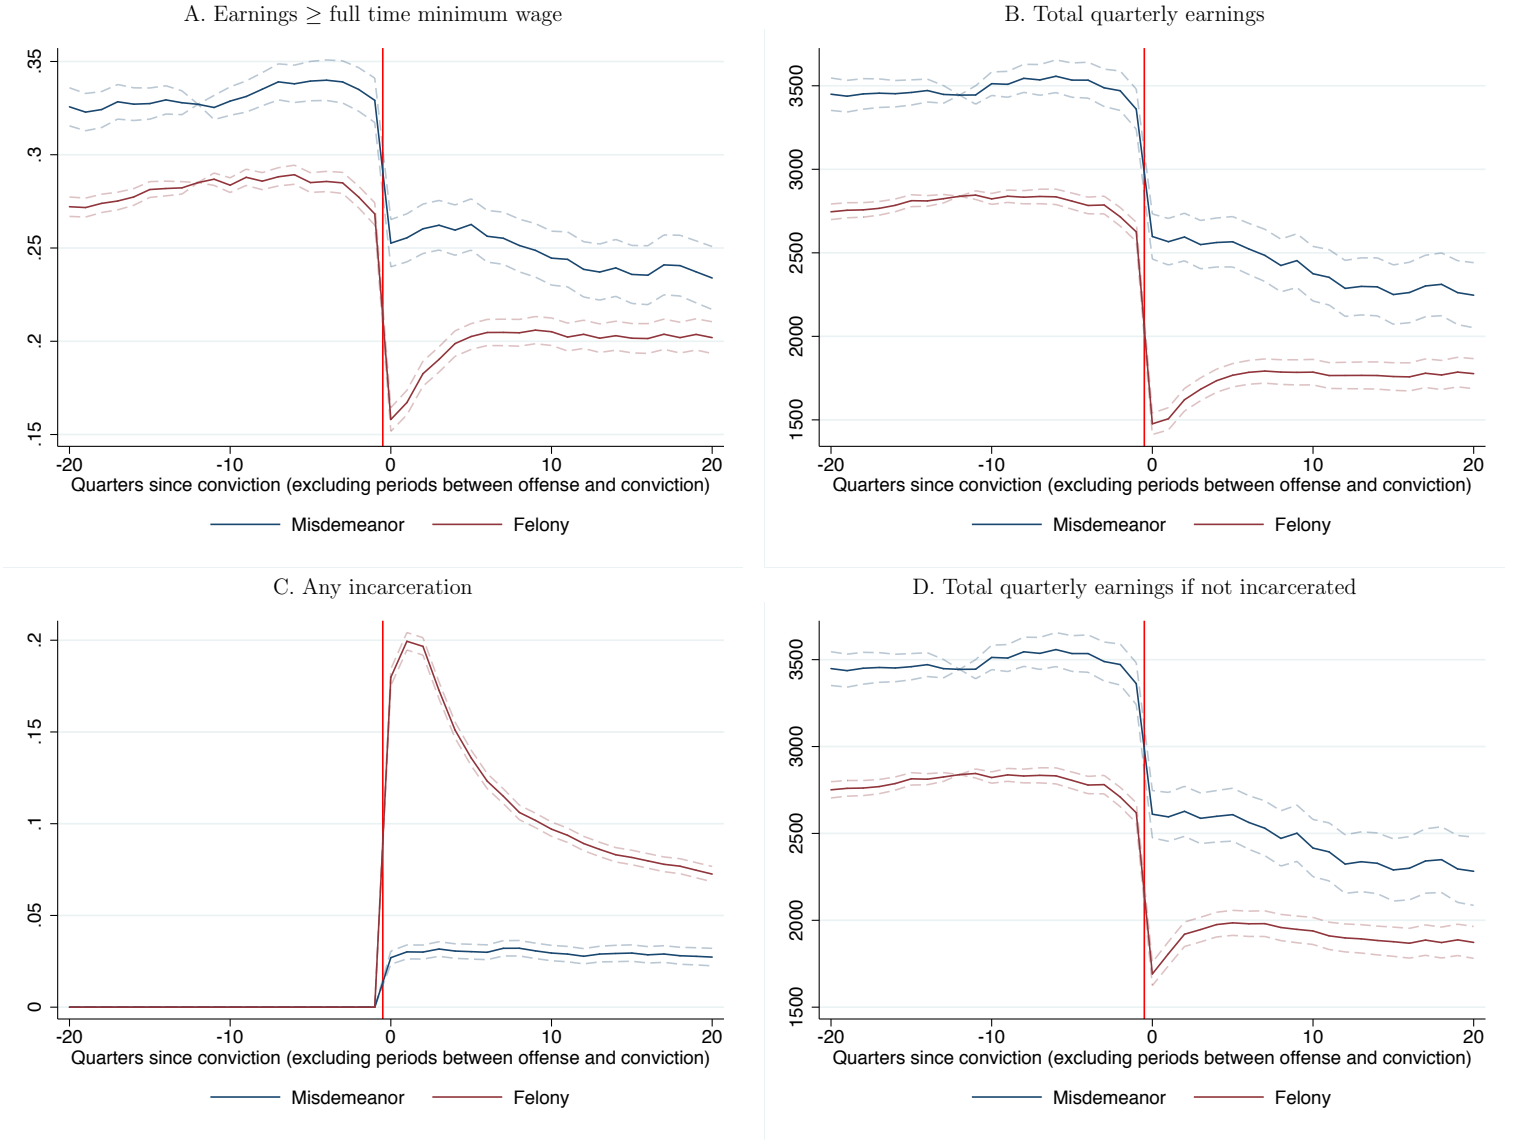 A. Earnings ≥ full time minimum wage
.35
.3
.25
.2
.15
-20 -10 0 10 20
Quarters since conviction (excluding periods between offense and conviction)
Misdemeanor Felony
B. Total quarterly earnings
3500
3000
2500
2000
1500
-20 -10 0 10 20
Quarters since conviction (excluding periods between offense and conviction)
Misdemeanor Felony
C. Any incarceration
.2
.15
.1
.05
0
-20 -10 0 10 20
Quarters since conviction (excluding periods between offense and conviction)
Misdemeanor Felony
D. Total quarterly earnings if not incarcerated
3500
3000
2500
2000
1500
-20 -10 0 10 20
Quarters since conviction (excluding periods between offense and conviction)
Misdemeanor Felony